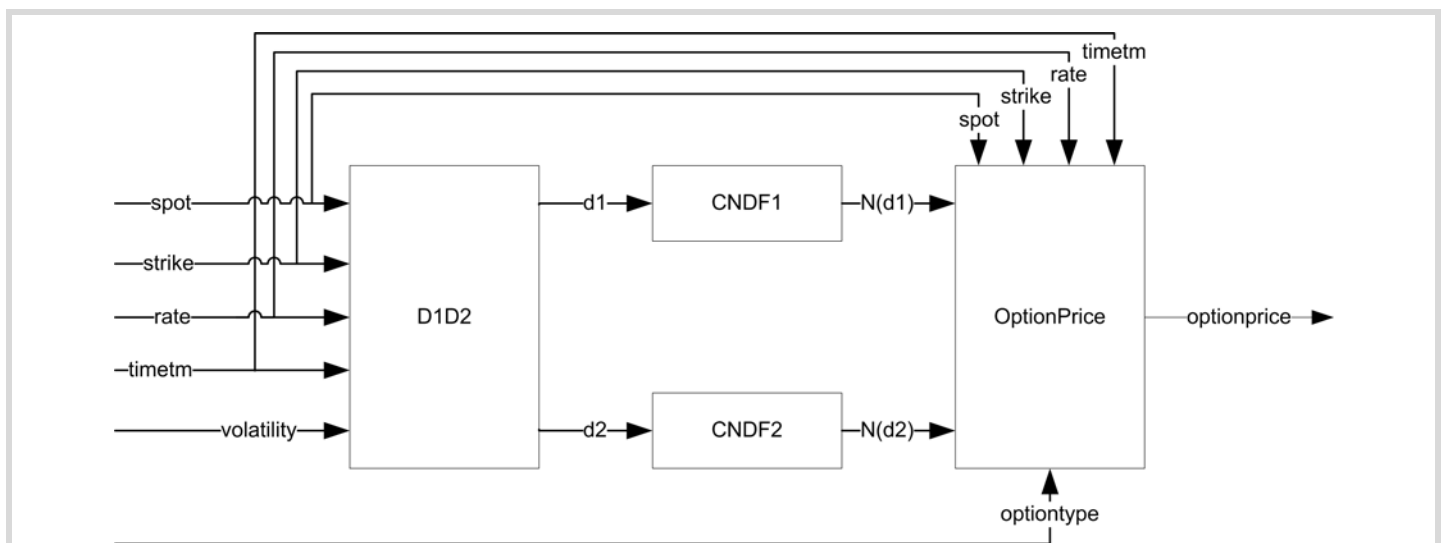 timetm
rate
strike
spot
spot
d1
CNDF1
N(d1)
strike
rate
D1D2
OptionPrice
optionprice
timetm
volatility
d2
CNDF2
N(d2)
optiontype